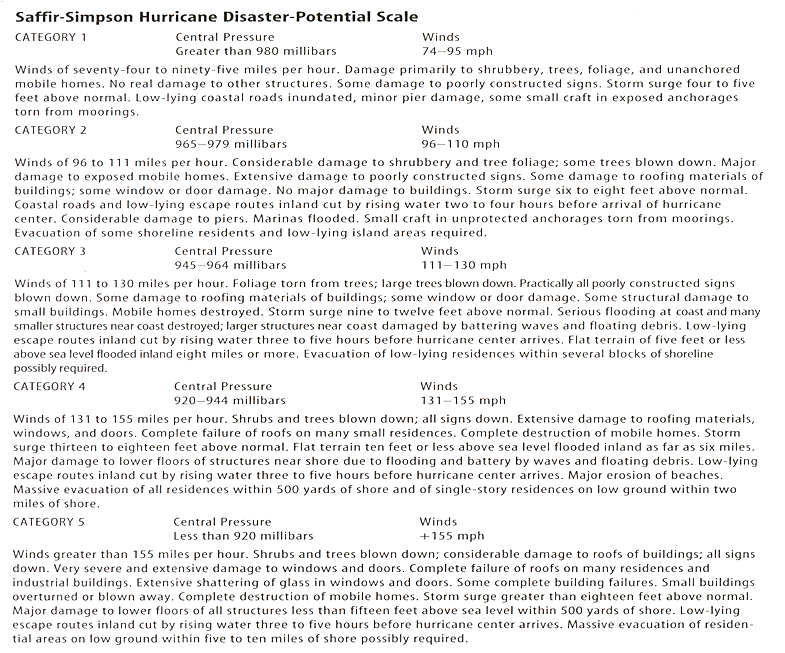 Saffir-Simpson Hurricane Disaster-Potential Scale
CATEGORY 1 Central Pressure Winds
Greater than 980 millibars 74—95 mph
Winds of seventy-four to ninety-five miles per hour. Damage primarily to shrubbery, trees, foliage, and unanchored
mobile homes. No real damage to other structures. Some damage to poorly constructed signs. Storm surge four to five
feet above normal. Low-lying coastal roads inundated, minor pier damage, some small craft in exposed anchorages
torn from moorings.
CATEGORY 2 Central Pressure Winds
965—979 millibars 96—110 mph
Winds of 96 to 111 miles per hour. Considerable damage to shrubbery and tree foliage; some trees blown down. Major
damage to exposed mobile homes. Extensive damage to poorly constructed signs. Some damage to roofing materials of
buildings; some window or door damage. No major damage to buildings. Storm surge six to eight feet above normal.
Coastal roads and low-lying escape routes inland cut by rising water two to four hours before arrival of hurricane
center. Considerable damage to piers. Marinas flooded. Small craft in unprotected anchorages torn from moorings.
Evacuation of some shoreline residents and low-lying island areas required.
CATEGORY 3 Central Pressure Winds
945—964 millibars 111—130 mph
Winds of 111 to 130 miles per hour. Foliage torn from trees; large trees blown down. Practically all poorly constructed signs
blown down. Some damage to roofing materials of buildings; some window or door damage. Some structural damage to
small buildings. Mobile homes destroyed. Storm surge nine to twelve feet above normal. Serious flooding at coast and many
smaller structures near coast destroyed; larger structures near coast damaged by battering waves and floating debris. Low-lying
escape routes inland cut by rising water three to five hours before hurricane center arrives. Flat terrain of five feet or less
above sea level flooded inland eight miles or more. Evacuation of low-lying residences within several blocks of shoreline
possibly required.
CATEGORY 4 Central Pressure Winds
920—944 millibars 131—155 mph
Winds of 131 to 155 miles per hour. Shrubs and trees blown down; all signs down. Extensive damage to roofing materials,
windows, and doors. Complete failure of roofs on many small residences. Complete destruction of mobile homes. Storm
surge thirteen to eighteen feet above normal. Flat terrain ten feet or less above sea level flooded inland as far as six miles.
Major damage to lower floors of structures near shore due to flooding and battery by waves and floating debris. Low-lying
escape routes inland cut by rising water three to five hours before hurricane center arrives. Major erosion of beaches.
Massive evacuation of all residences within 500 yards of shore and of single-story residences on low ground within two
miles of shore.
CATEGORY 5 Central Pressure Winds
Less than 920 millibars +155 mph
Winds greater than 155 miles per hour. Shrubs and trees blown down; considerable damage to roofs of buildings; all signs
down. Very severe and extensive damage to windows and doors. Complete failure of roofs on many residences and
industrial buildings. Extensive shattering of glass in windows and doors. Some complete building failures. Small buildings
overturned or blown away. Complete destruction of mobile homes. Storm surge greater than eighteen feet above normal.
Major damage to lower floors of all structures less than fifteen feet above sea level within 500 yards of shore. Low-lying
escape routes inland cut by rising water three to five hours before hurricane center arrives. Massive evacuation of residen-
tial areas on low ground within five to ten miles of shore possibly required.